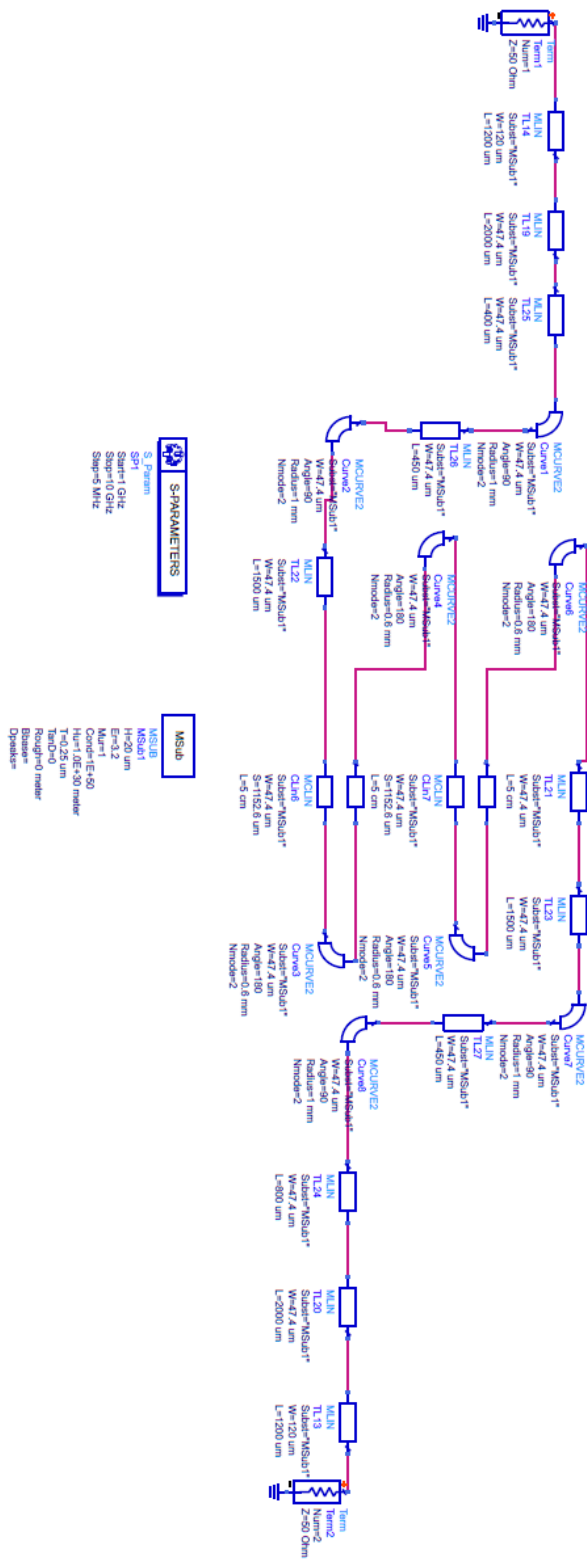 Term
Term1
Num=1
Z=50 Ohm
MLIN
TL14
Subst="MSub1"
W=120 um
L=1200 um
MLIN
TL19
Subst="MSub1"
W=47.4 um
L=2000 um
MLIN
TL25
Subst="MSub1"
W=47.4 um
L=400 um
MCURVE2
Curve1
Subst="MSub1"
W=47.4 um
Angle=90
Radius=1 mm
Nmode=2
MLIN
TL26
Subst="MSub1"
W=47.4 um
L=450 um
MCURVE2
Curve2
Subst="MSub1"
W=47.4 um
Angle=90
Radius=1 mm
Nmode=2
MLIN
TL22
Subst="MSub1"
W=47.4 um
L=1500 um
MCURVE2
Curve4
Subst="MSub1"
W=47.4 um
Angle=180
Radius=0.6 mm
Nmode=2
MCURVE2
Curve6
Subst="MSub1"
W=47.4 um
Angle=180
Radius=0.6 mm
Nmode=2
MCLIN
CLin6
Subst="MSub1"
W=47.4 um
S=1152.6 um
L=5 cm
MCLIN
CLin7
Subst="MSub1"
W=47.4 um
S=1152.6 um
L=5 cm
MLIN
TL21
Subst="MSub1"
W=47.4 um
L=5 cm
MLIN
TL23
Subst="MSub1"
W=47.4 um
L=1500 um
MCURVE2
Curve3
Subst="MSub1"
W=47.4 um
Angle=180
Radius=0.6 mm
Nmode=2
MCURVE2
Curve5
Subst="MSub1"
W=47.4 um
Angle=180
Radius=0.6 mm
Nmode=2
MCURVE2
Curve7
Subst="MSub1"
W=47.4 um
Angle=90
Radius=1 mm
Nmode=2
MLIN
TL27
Subst="MSub1"
W=47.4 um
L=450 um
MCURVE2
Curve8
Subst="MSub1"
W=47.4 um
Angle=90
Radius=1 mm
Nmode=2
MLIN
TL24
Subst="MSub1"
W=47.4 um
L=800 um
MLIN
TL20
Subst="MSub1"
W=47.4 um
L=2000 um
MLIN
TL13
Subst="MSub1"
W=120 um
L=1200 um
Term
Term2
Num=2
Z=50 Ohm
S-PARAMETERS
S_Param
SP1
Start=1 GHz
Stop=10 GHz
Step=5 MHz
MSub
MSUB
MSub1
H=20 um
Er=3.2
Mur=1
Cond=1E+50
Hu=1.0E+30 meter
T=0.25 um
TanD=0
Rough=0 meter
Bbase=
Dpeaks=